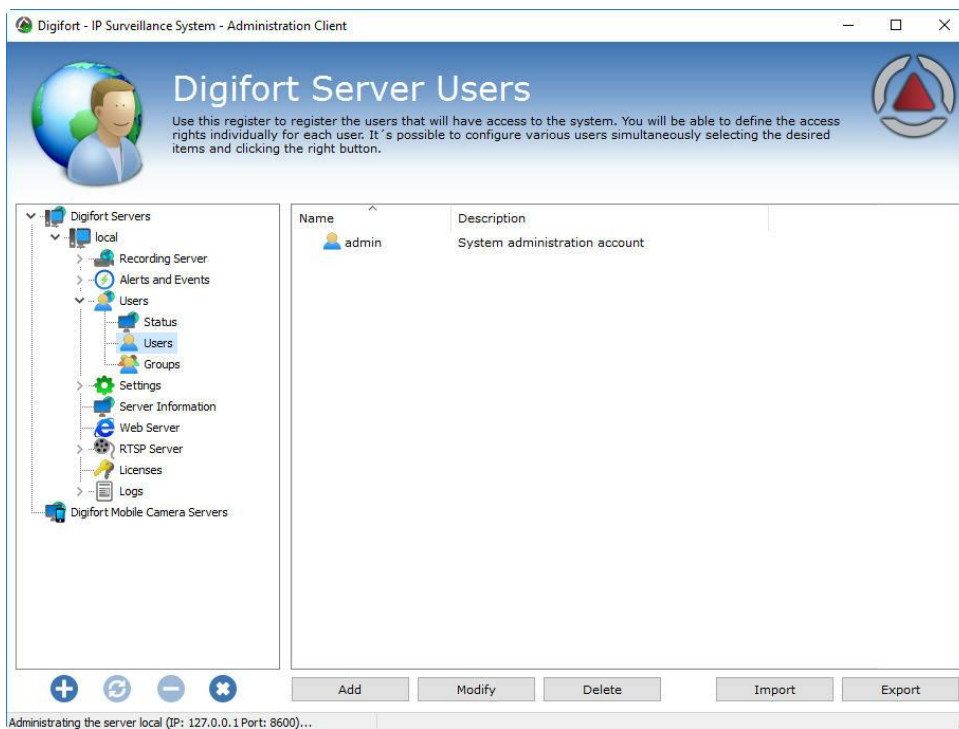 Digifort - IP Surveillance System - Administration Client
Digifort Server Users
Use this register to register the users that will have access to the system. You will be able to define the access
rights individually for each user. It´s possible to configure various users simultaneously selecting the desired
items and clicking the right button.
Digifort Servers
local
Recording Server
Alerts and Events
Users
Status
Users
Groups
Settings
Server Information
Web Server
RTSP Server
Licenses
Logs
Digifort Mobile Camera Servers
Name Description
admin System administration account
Add Modify Delete Import Export
Administrating the server local (IP: 127.0.0.1 Port: 8600)...